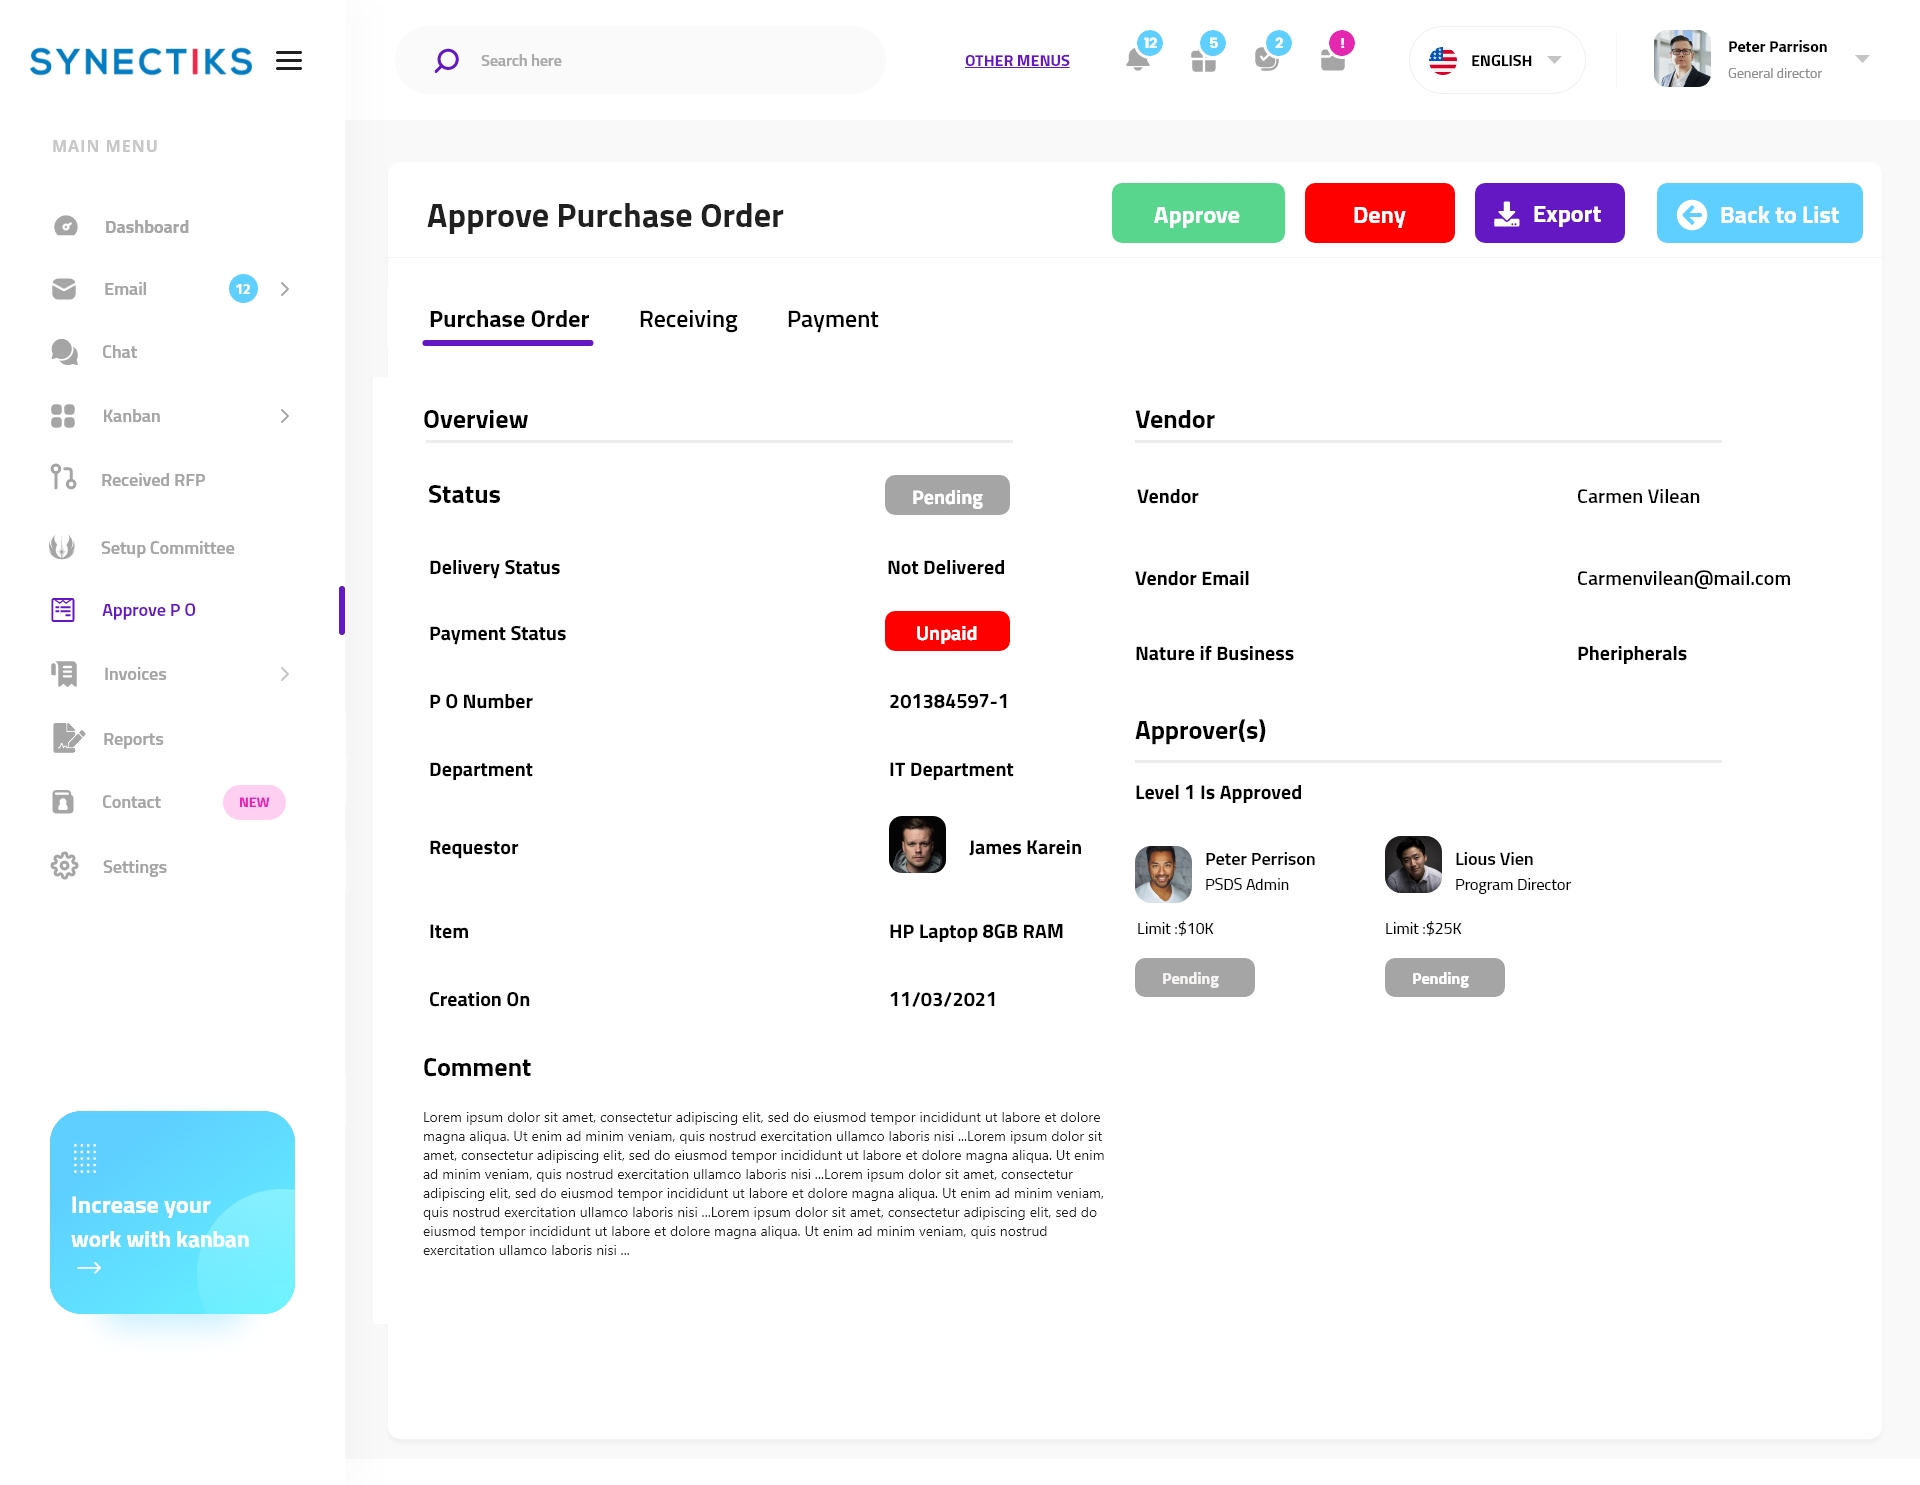 SYNECTIKS
Search here
OTHER MENUS
12
5
2
!
ENGLISH
Peter Parrison
General director
MAIN MENU
Dashboard
Email
12
Chat
Kanban
Received RFP
Setup Committee
Approve P O
Invoices
Reports
Contact
NEW
Settings
Increase your
work with kanban
Approve Purchase Order
Approve
Deny
Export
Back to List
Purchase Order
Receiving
Payment
Overview
Status
Pending
Delivery Status
Not Delivered
Payment Status
Unpaid
P O Number
201384597-1
Department
IT Department
Requestor
James Karein
Item
HP Laptop 8GB RAM
Creation On
11/03/2021
Comment
Lorem ipsum dolor sit amet, consectetur adipiscing elit, sed do eiusmod tempor incididunt ut labore et dolore
magna aliqua. Ut enim ad minim veniam, quis nostrud exercitation ullamco laboris nisi ...Lorem ipsum dolor sit
amet, consectetur adipiscing elit, sed do eiusmod tempor incididunt ut labore et dolore magna aliqua. Ut enim
ad minim veniam, quis nostrud exercitation ullamco laboris nisi ...Lorem ipsum dolor sit amet, consectetur
adipiscing elit, sed do eiusmod tempor incididunt ut labore et dolore magna aliqua. Ut enim ad minim veniam,
quis nostrud exercitation ullamco laboris nisi ...Lorem ipsum dolor sit amet, consectetur adipiscing elit, sed do
eiusmod tempor incididunt ut labore et dolore magna aliqua. Ut enim ad minim veniam, quis nostrud
exercitation ullamco laboris nisi ...
Vendor
Vendor
Carmen Vilean
Vendor Email
Carmenvilean@mail.com
Nature if Business
Pheripherals
Approver(s)
Level 1 Is Approved
Peter Perrison
PSDS Admin
Limit :$10K
Pending
Lious Vien
Program Director
Limit :$25K
Pending